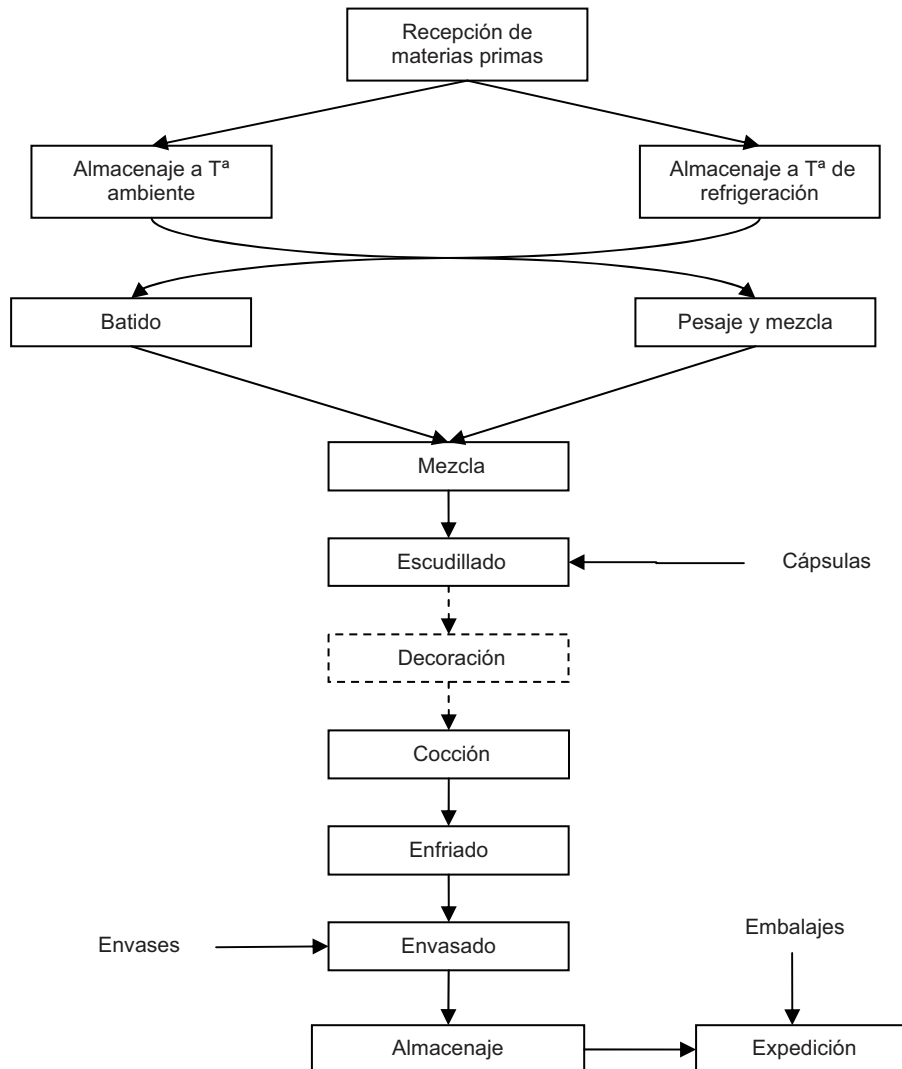 Recepción de
materias primas
Almacenaje a Tª
ambiente
Almacenaje a Tª de
refrigeración
Batido
Pesaje y mezcla
Mezcla
Escudillado
Cápsulas
Decoración
Cocción
Enfriado
Envases
Envasado
Embalajes
Almacenaje
Expedición